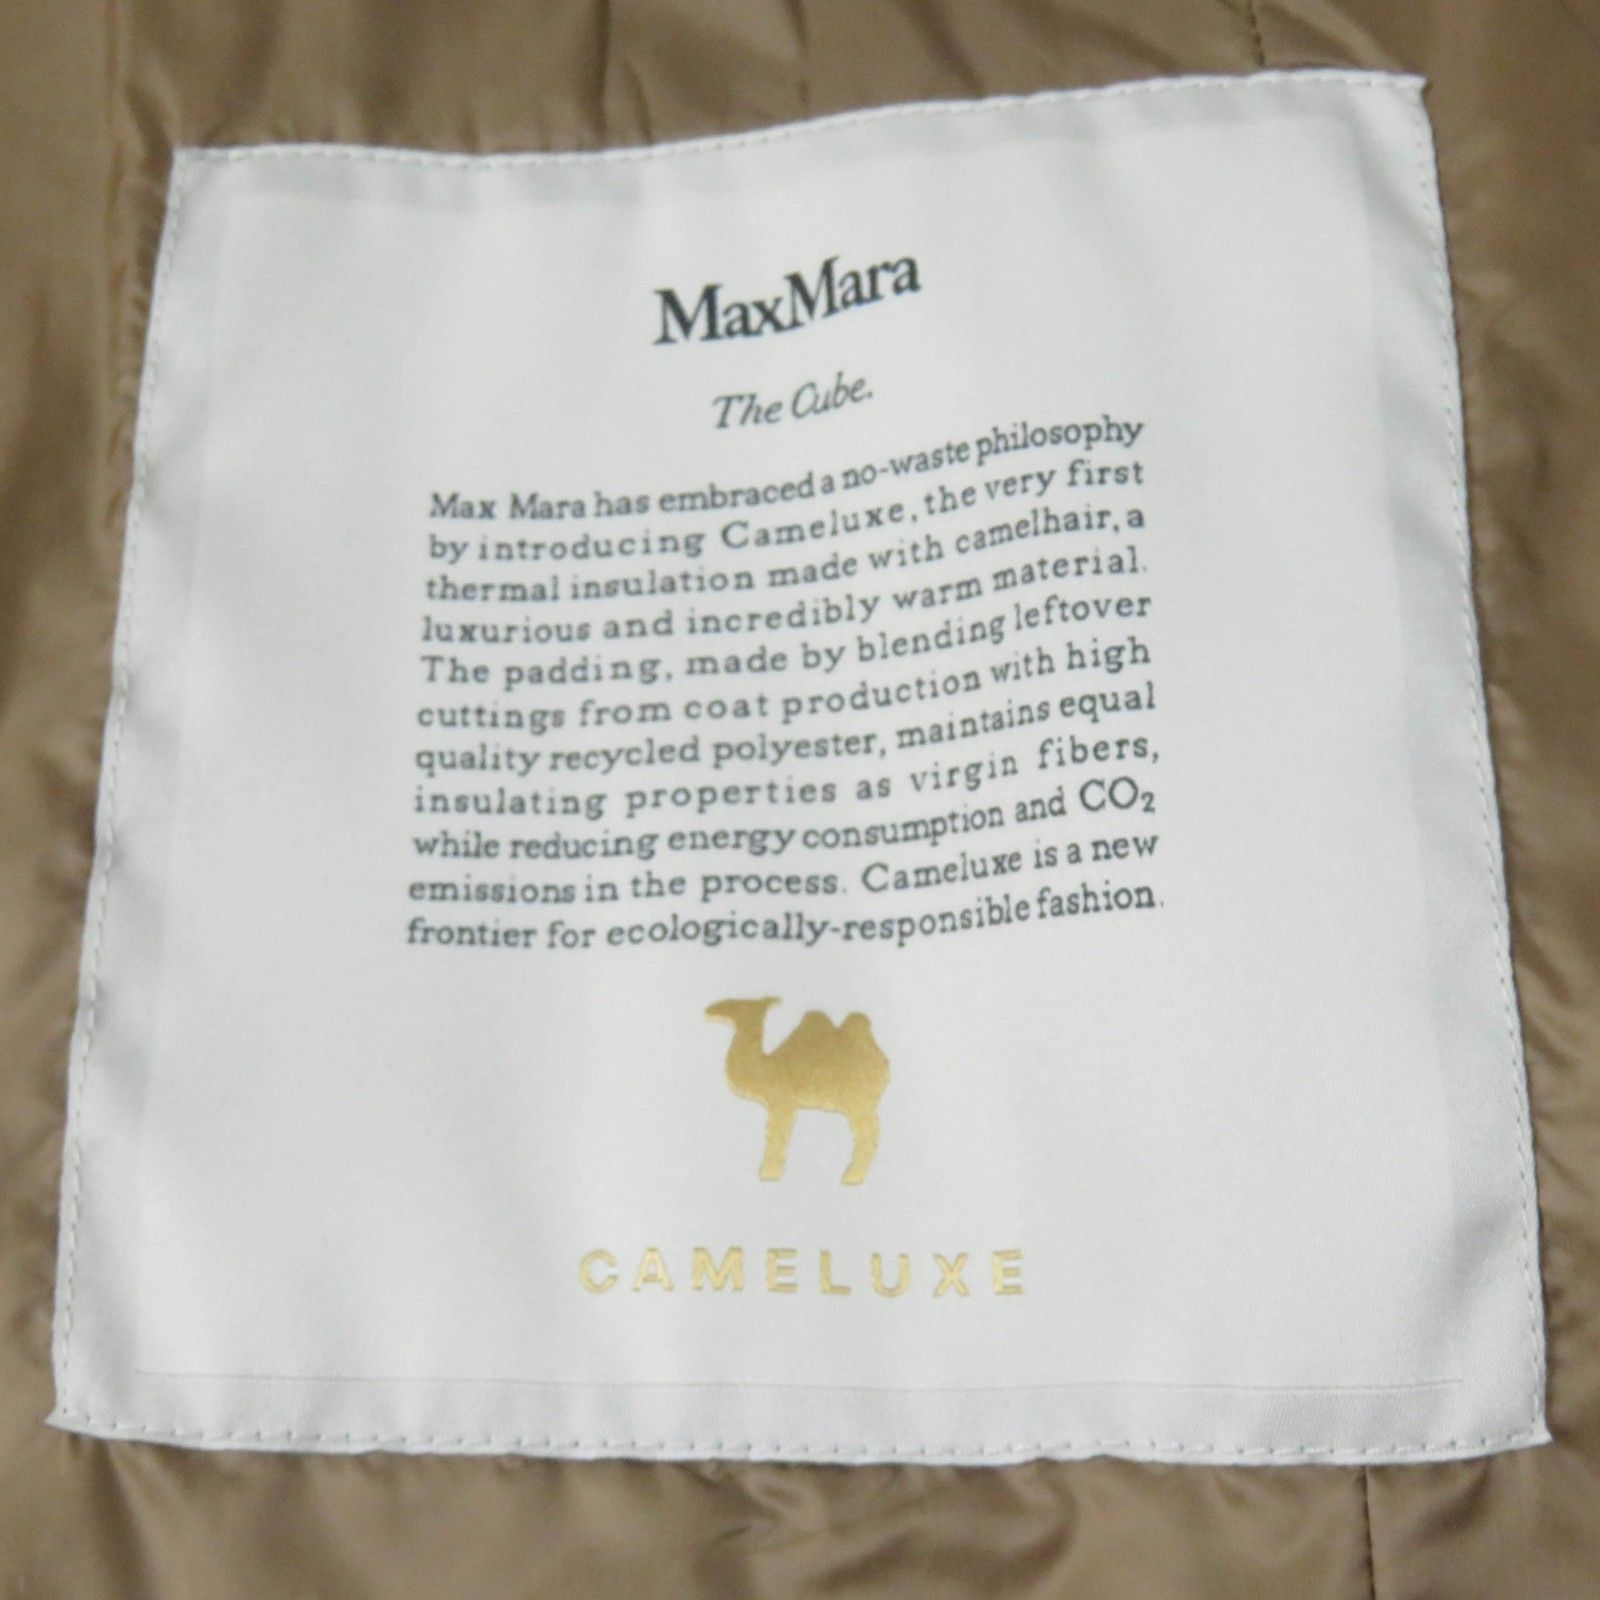 MaxMara
The Cube.
Max Mara has embraced a no-waste philosophy
by introducing Cameluxe, the very first
thermal insulation made with camelhair, a
luxurious and incredibly warm material.
The padding, made by blending leftover
cuttings from coat production with high
quality recycled polyester, maintains equal
insulating properties as virgin fibers,
while reducing energy consumption and CO₂
emissions in the process. Cameluxe is a new
frontier for ecologically-responsible fashion.
CAMELUXE